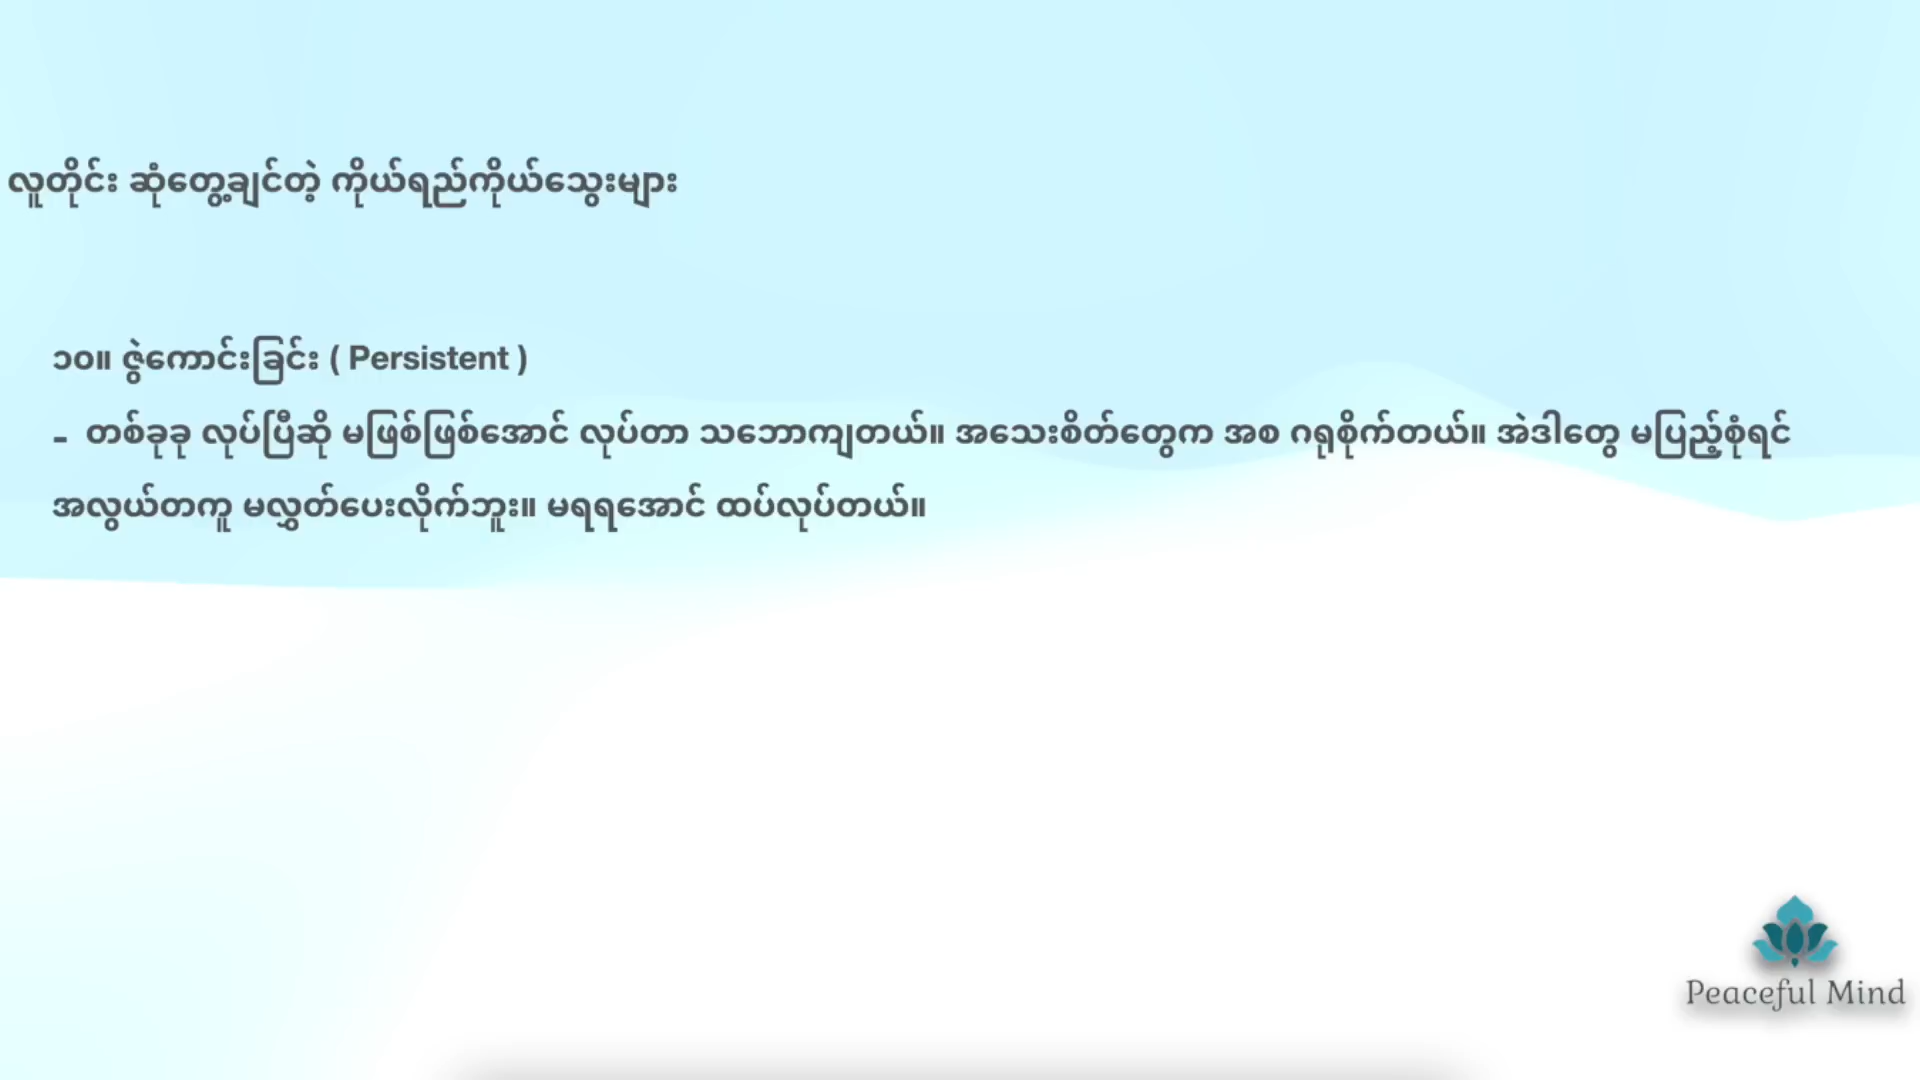 လူတိုင်း ဆုံတွေ့ချင်တဲ့ ကိုယ်ရည်ကိုယ်သွေးများ
၁၀။ ဇွဲကောင်းခြင်း ( Persistent )
- တစ်ခုခု လုပ်ပြီဆို မဖြစ်ဖြစ်အောင် လုပ်တာ သဘောကျတယ်။ အသေးစိတ်တွေက အစ ဂရုစိုက်တယ်။ အဲဒါတွေ မပြည့်စုံရင်
အလွယ်တကူ မလွှတ်ပေးလိုက်ဘူး။ မရရအောင် ထပ်လုပ်တယ်။
Peaceful Mind